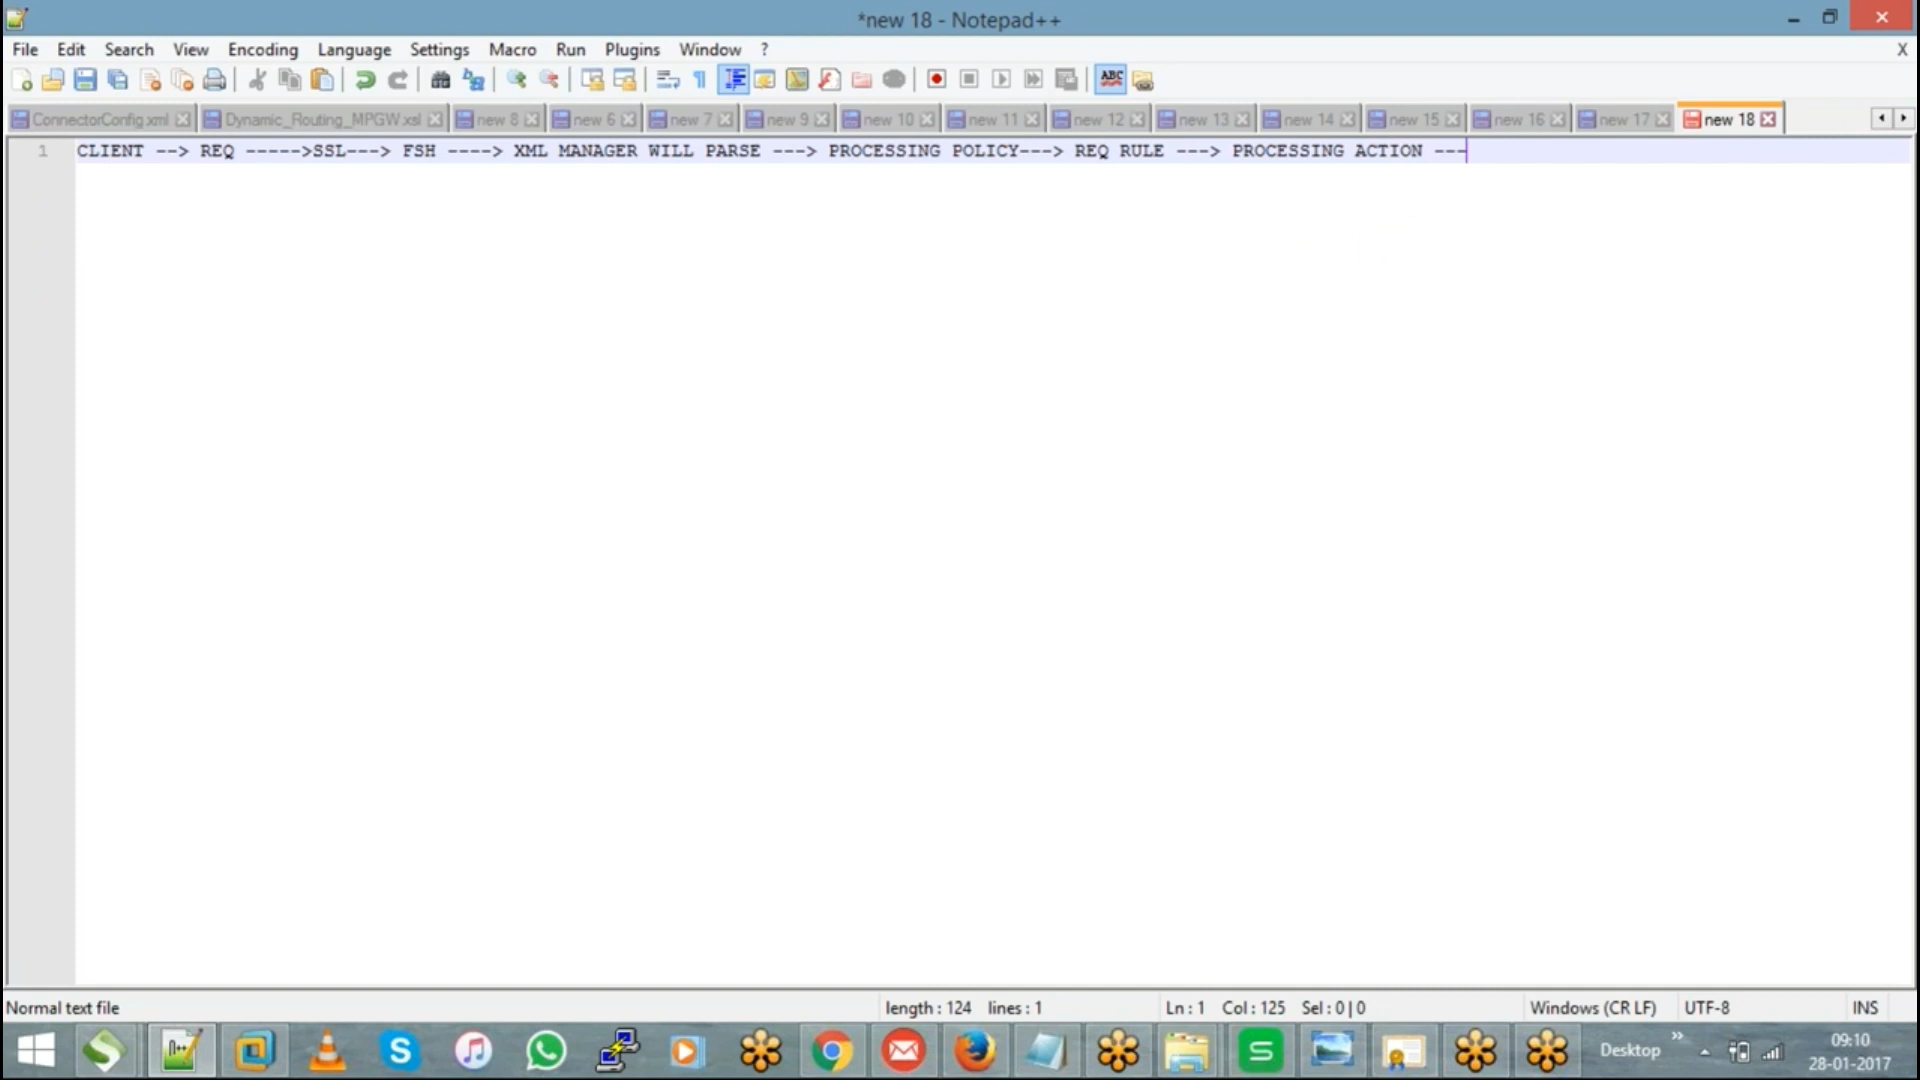 *new 18 - Notepad++
File Edit Search View Encoding Language Settings Macro Run Plugins Window ?
X
ABC
ConnectorConfig.xml Dynamic_Routing_MPGW.xsl new 8 new 6 new 7 new 9 new 10 new 11 new 12 new 13 new 14 new 15 new 16 new 17 new 18
1 CLIENT --> REQ ----->SSL---> FSH ----> XML MANAGER WILL PARSE ---> PROCESSING POLICY---> REQ RULE ---> PROCESSING ACTION ---
Normal text file length : 124 lines : 1 Ln : 1 Col : 125 Sel : 0 | 0 Windows (CR LF) UTF-8 INS
Desktop
09:10
28-01-2017